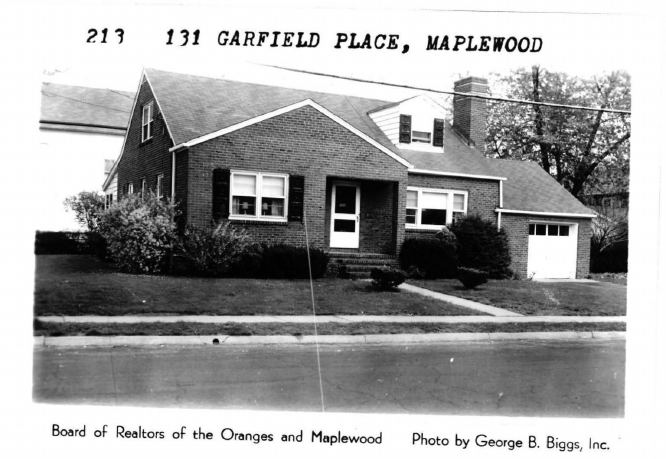 213 131 GARFIELD PLACE, MAPLEWOOD
Board of Realtors of the Oranges and Maplewood Photo by George B. Biggs, Inc.